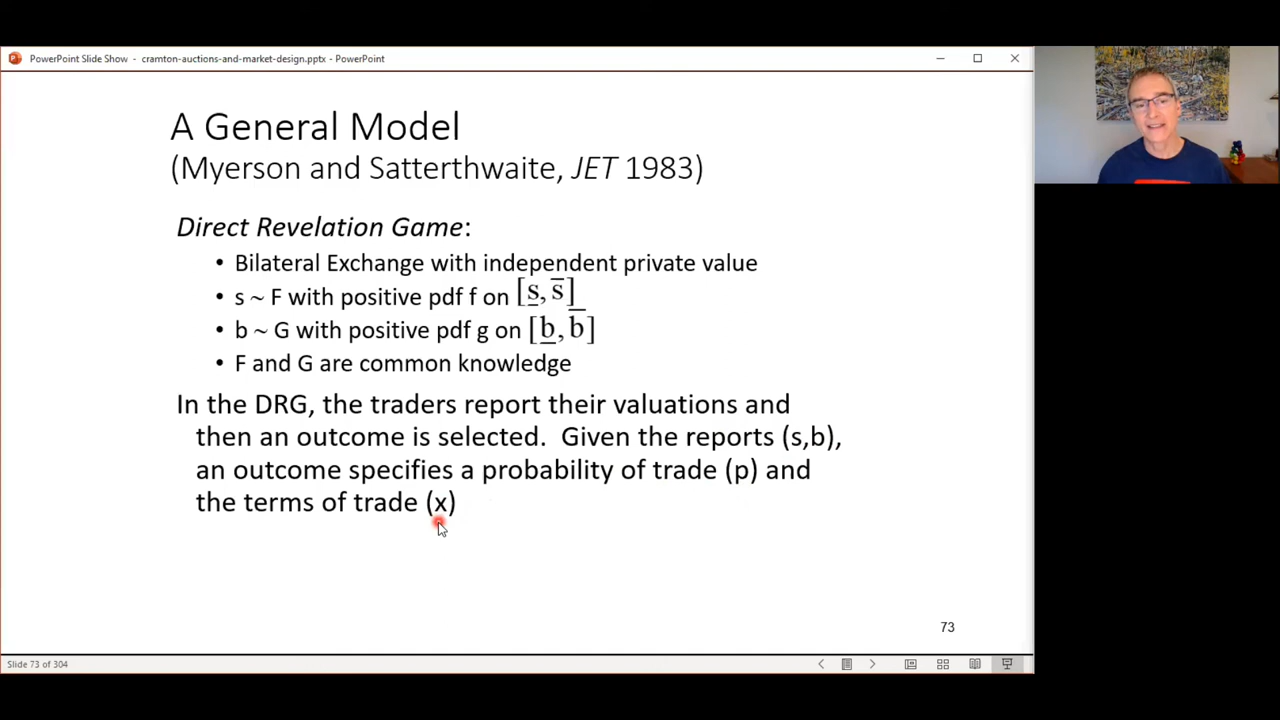 PowerPoint Slide Show - cramton-auctions-and-market-design.pptx - PowerPoint
A General Model
(Myerson and Satterthwaite, JET 1983)
Direct Revelation Game:
• Bilateral Exchange with independent private value
• s ~ F with positive pdf f on [s̲, s̅]
• b ~ G with positive pdf g on [b̲, b̅]
• F and G are common knowledge
In the DRG, the traders report their valuations and
then an outcome is selected. Given the reports (s,b),
an outcome specifies a probability of trade (p) and
the terms of trade (x)
73
Slide 73 of 304